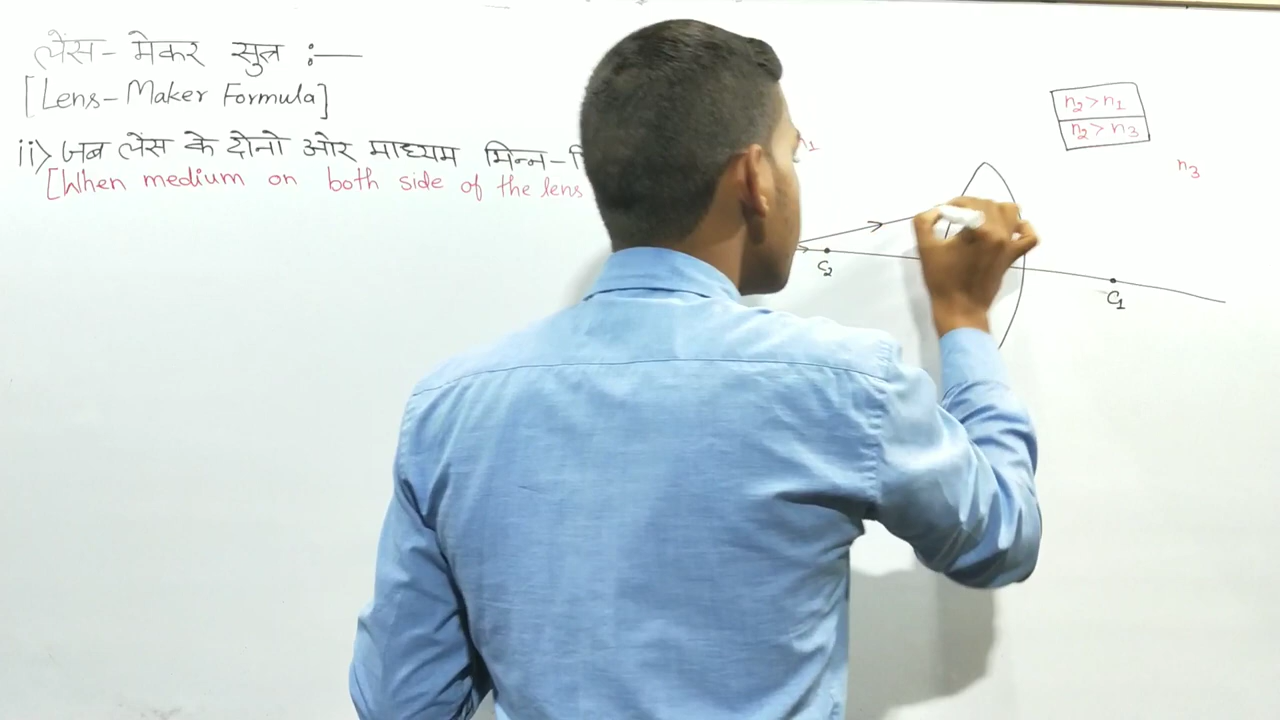 लेंस- मेकर सुत्र :—
[Lens-Maker Formula]
ii) जब लेंस के दोनो ओर माध्यम भिन्न-
[When medium on both side of the lens
n₂>n₁
n₂>n₃
n₁
n₃
C₂
C₁